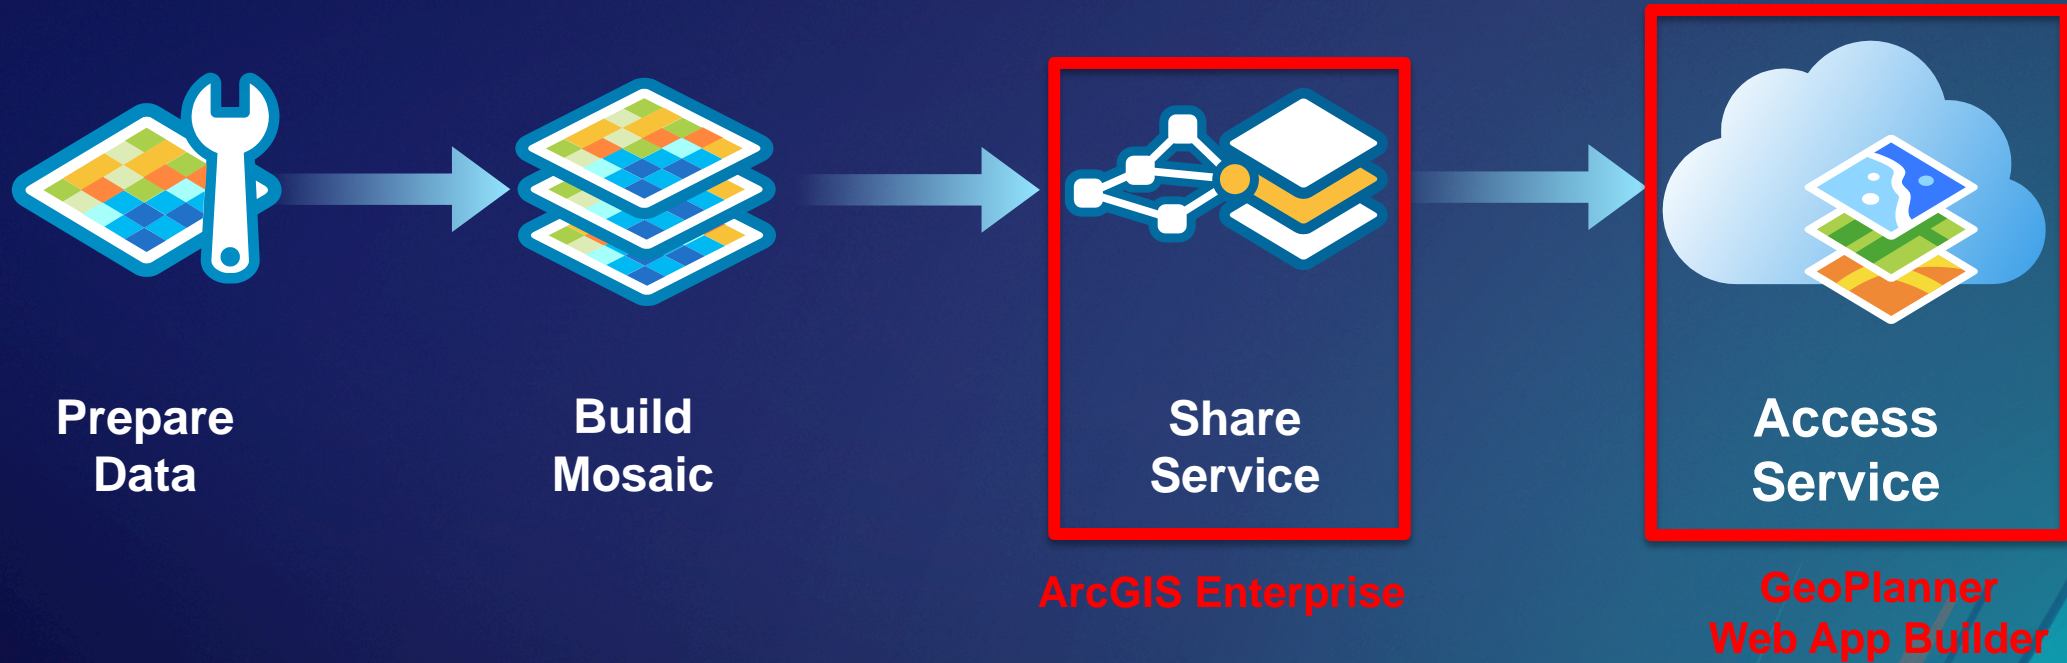 Prepare
Data
Build
Mosaic
Share
Service
Access
Service
ArcGIS Enterprise
GeoPlanner
Web App Builder